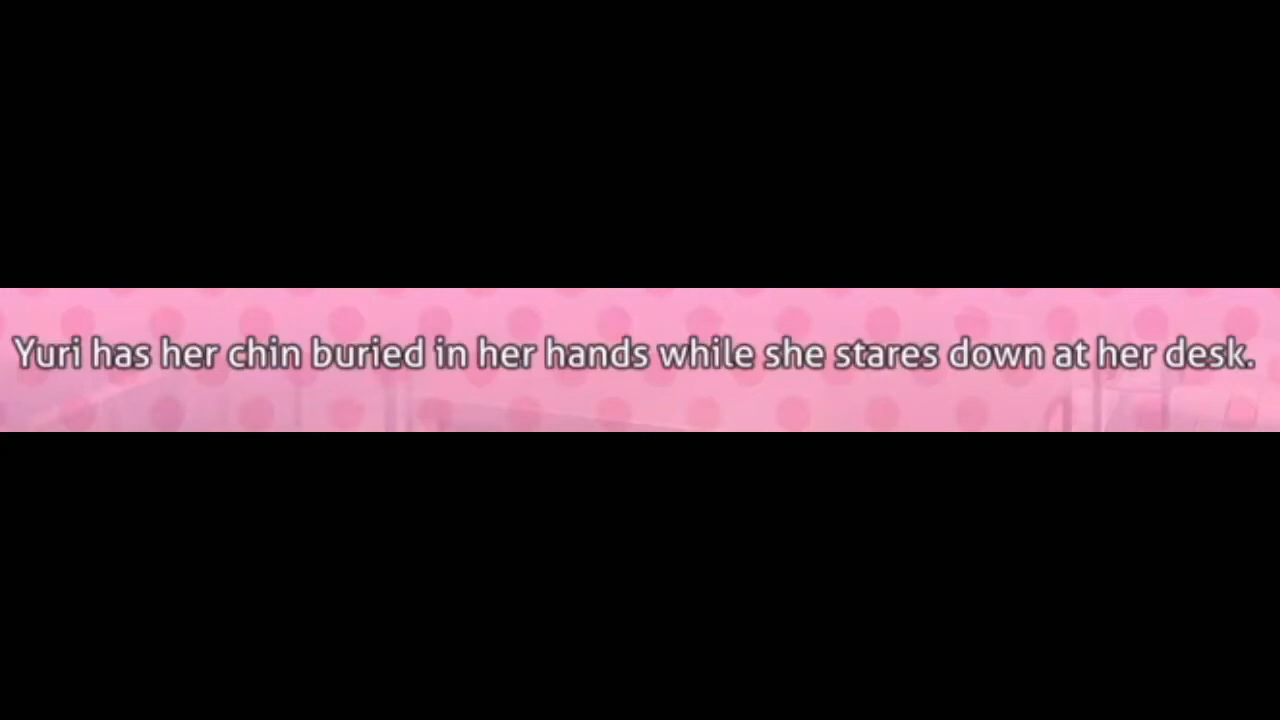 Yuri has her chin buried in her hands while she stares down at her desk.